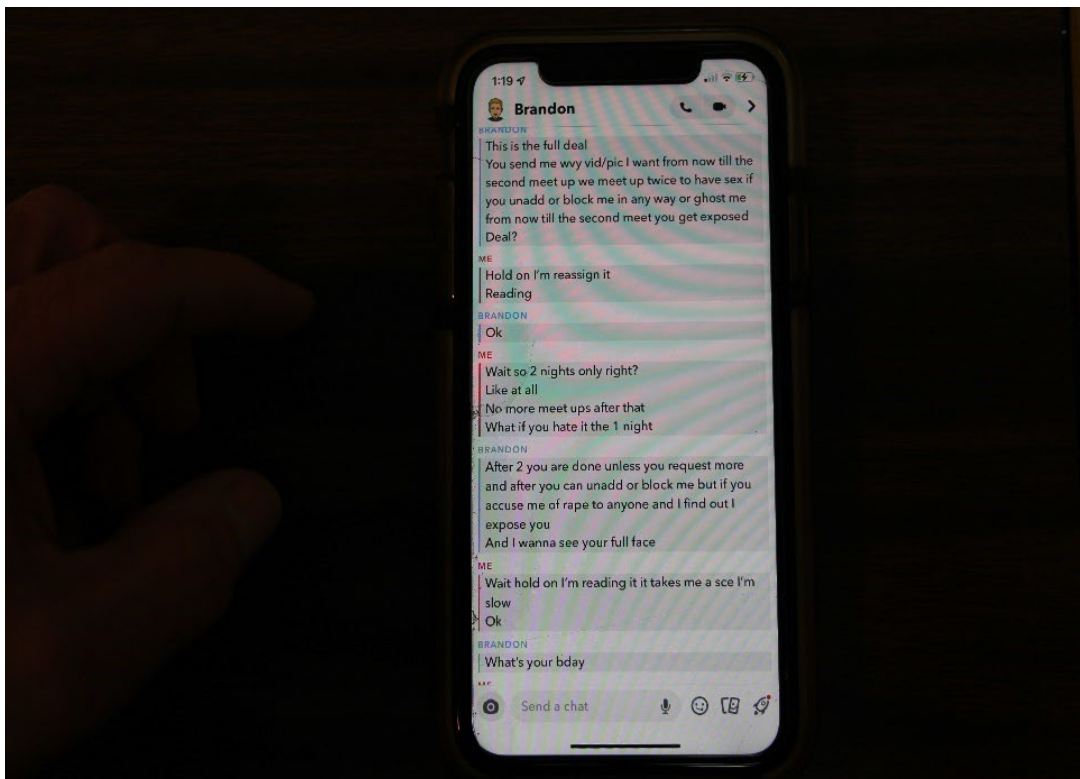 1:19
Brandon
BRANDON
This is the full deal
You send me wvy vid/pic I want from now till the
second meet up we meet up twice to have sex if
you unadd or block me in any way or ghost me
from now till the second meet you get exposed
Deal?
ME
Hold on I'm reassign it
Reading
BRANDON
Ok
ME
Wait so 2 nights only right?
Like at all
No more meet ups after that
What if you hate it the 1 night
BRANDON
After 2 you are done unless you request more
and after you can unadd or block me but if you
accuse me of rape to anyone and I find out I
expose you
And I wanna see your full face
ME
Wait hold on I'm reading it it takes me a sce I'm
slow
Ok
BRANDON
What's your bday
ME
Send a chat